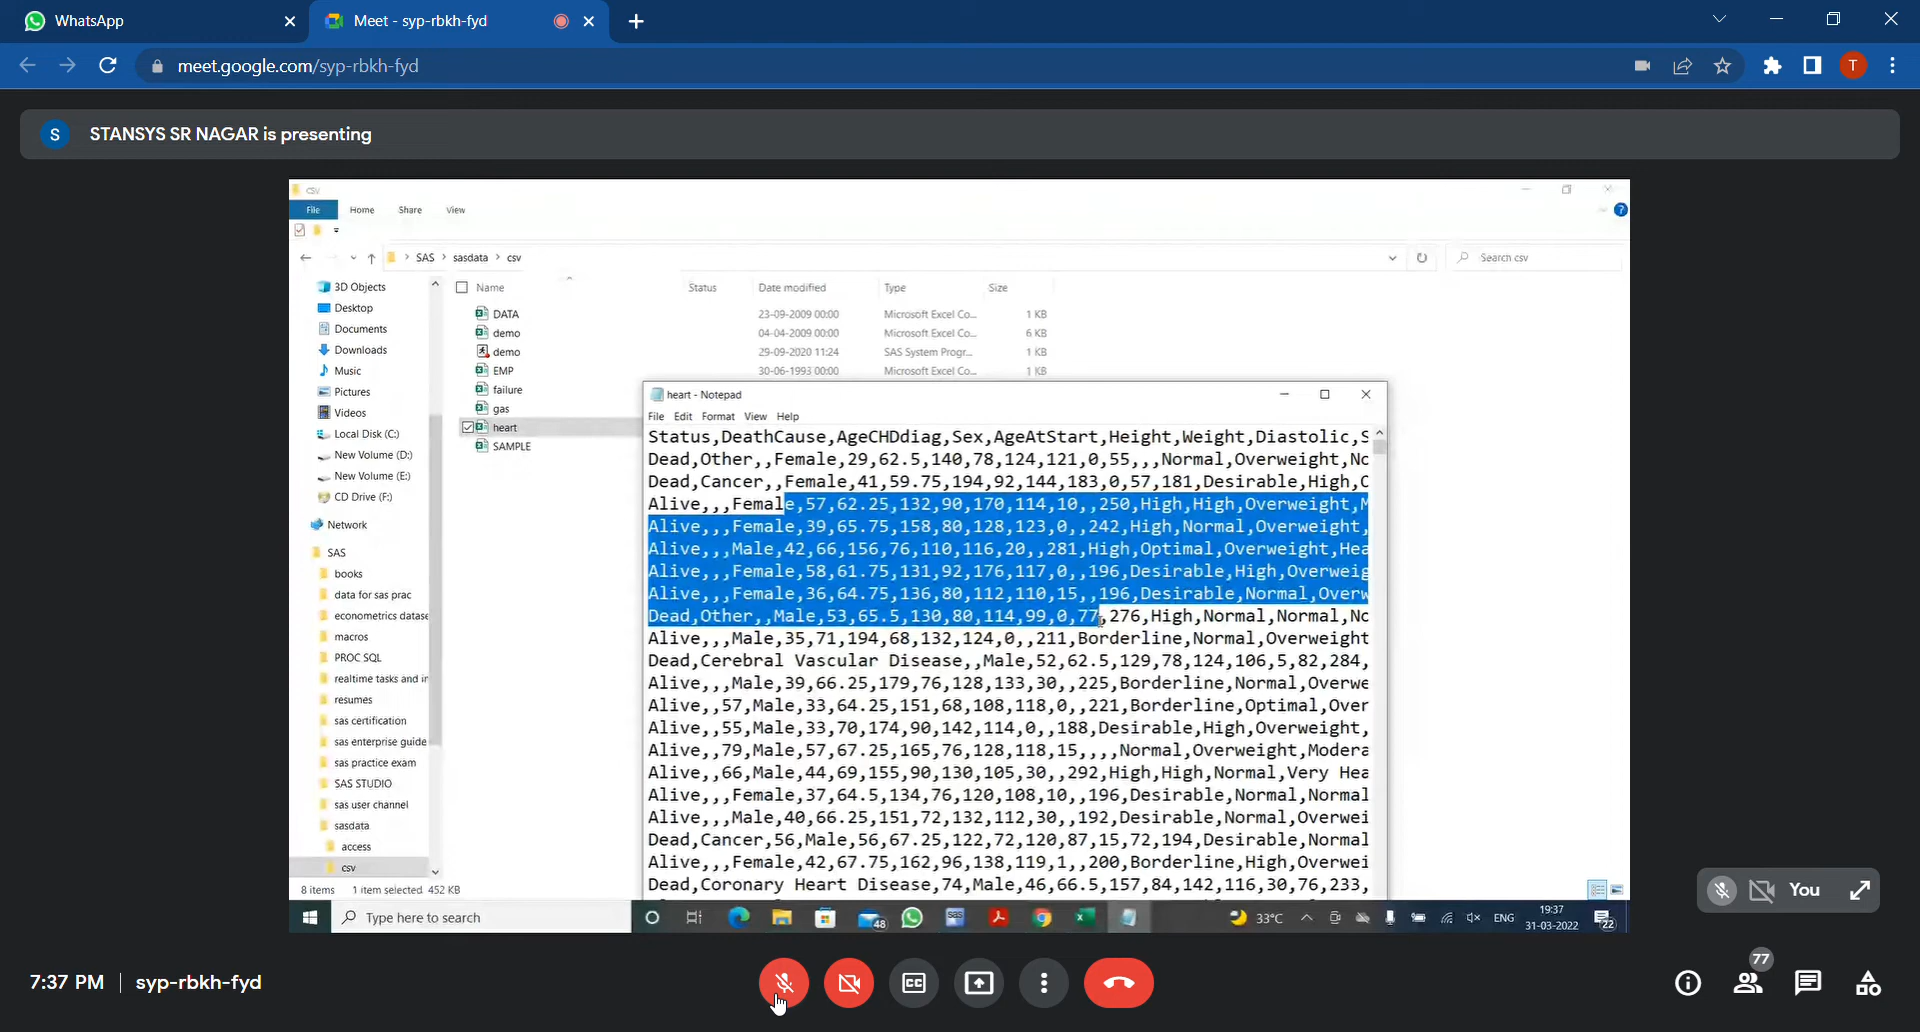 WhatsApp
Meet - syp-rbkh-fyd
meet.google.com/syp-rbkh-fyd
T
S STANSYS SR NAGAR is presenting
csv
File Home Share View
SAS > sasdata > csv
Search csv
3D Objects
Desktop
Documents
Downloads
Music
Pictures
Videos
Local Disk (C:)
New Volume (D:)
New Volume (E:)
CD Drive (F:)
Network
SAS
books
data for sas prac
econometrics datase
macros
PROC SQL
realtime tasks and ir
resumes
sas certification
sas enterprise guide
sas practice exam
SAS STUDIO
sas user channel
sasdata
access
csv
Name Status Date modified Type Size
DATA 23-09-2009 00:00 Microsoft Excel Co... 1 KB
demo 04-04-2009 00:00 Microsoft Excel Co... 6 KB
demo 29-09-2020 11:24 SAS System Progr... 1 KB
EMP 30-06-1993 00:00 Microsoft Excel Co... 1 KB
failure
gas
heart
SAMPLE
heart - Notepad
File Edit Format View Help
Status,DeathCause,AgeCHDdiag,Sex,AgeAtStart,Height,Weight,Diastolic,S
Dead,Other,,Female,29,62.5,140,78,124,121,0,55,,,Normal,Overweight,No
Dead,Cancer,,Female,41,59.75,194,92,144,183,0,57,181,Desirable,High,O
Alive,,,Female,57,62.25,132,90,170,114,10,,250,High,High,Overweight,M
Alive,,,Female,39,65.75,158,80,128,123,0,,242,High,Normal,Overweight,
Alive,,,Male,42,66,156,76,110,116,20,,281,High,Optimal,Overweight,Hea
Alive,,,Female,58,61.75,131,92,176,117,0,,196,Desirable,High,Overweig
Alive,,,Female,36,64.75,136,80,112,110,15,,196,Desirable,Normal,Overw
Dead,Other,,Male,53,65.5,130,80,114,99,0,77,276,High,Normal,Normal,No
Alive,,,Male,35,71,194,68,132,124,0,,211,Borderline,Normal,Overweight
Dead,Cerebral Vascular Disease,,Male,52,62.5,129,78,124,106,5,82,284,
Alive,,,Male,39,66.25,179,76,128,133,30,,225,Borderline,Normal,Overwe
Alive,,57,Male,33,64.25,151,68,108,118,0,,221,Borderline,Optimal,Over
Alive,,55,Male,33,70,174,90,142,114,0,,188,Desirable,High,Overweight,
Alive,,79,Male,57,67.25,165,76,128,118,15,,,,Normal,Overweight,Modera
Alive,,66,Male,44,69,155,90,130,105,30,,292,High,High,Normal,Very Hea
Alive,,,Female,37,64.5,134,76,120,108,10,,196,Desirable,Normal,Normal
Alive,,,Male,40,66.25,151,72,132,112,30,,192,Desirable,Normal,Overwei
Dead,Cancer,56,Male,56,67.25,122,72,120,87,15,72,194,Desirable,Normal
Alive,,,Female,42,67.75,162,96,138,119,1,,200,Borderline,High,Overwei
Dead,Coronary Heart Disease,74,Male,46,66.5,157,84,142,116,30,76,233,
8 items 1 item selected 452 KB
Type here to search
48
sas
33°C
ENG
19:37
31-03-2022
22
You
7:37 PM | syp-rbkh-fyd
CC
77